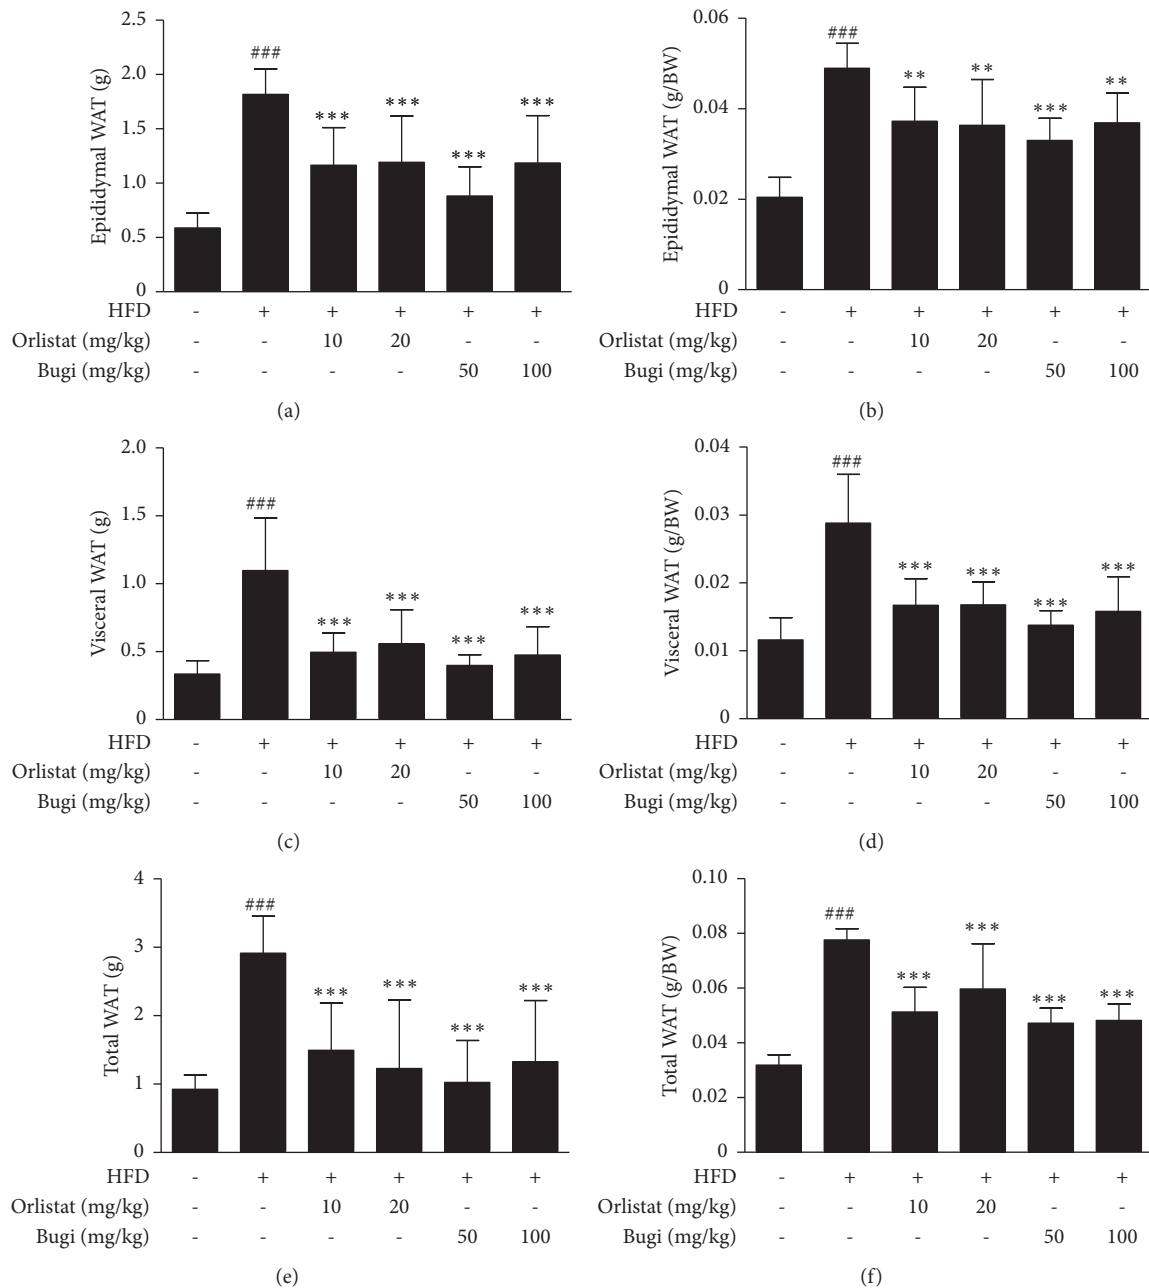 2.5
2.0
1.5
1.0
0.5
0
Epididymal WAT (g)
###
***
***
***
***
HFD - + + + + +
Orlistat (mg/kg) - - 10 20 - -
Bugi (mg/kg) - - - - 50 100
(a)
0.06
0.04
0.02
0.00
Epididymal WAT (g/BW)
###
**
**
***
**
HFD - + + + + +
Orlistat (mg/kg) - - 10 20 - -
Bugi (mg/kg) - - - - 50 100
(b)
2.0
1.5
1.0
0.5
0
Visceral WAT (g)
###
***
***
***
***
HFD - + + + + +
Orlistat (mg/kg) - - 10 20 - -
Bugi (mg/kg) - - - - 50 100
(c)
0.04
0.03
0.02
0.01
0
Visceral WAT (g/BW)
###
***
***
***
***
HFD - + + + + +
Orlistat (mg/kg) - - 10 20 - -
Bugi (mg/kg) - - - - 50 100
(d)
4
3
2
1
0
Total WAT (g)
###
***
***
***
***
HFD - + + + + +
Orlistat (mg/kg) - - 10 20 - -
Bugi (mg/kg) - - - - 50 100
(e)
0.10
0.08
0.06
0.04
0.02
0
Total WAT (g/BW)
###
***
***
***
***
HFD - + + + + +
Orlistat (mg/kg) - - 10 20 - -
Bugi (mg/kg) - - - - 50 100
(f)